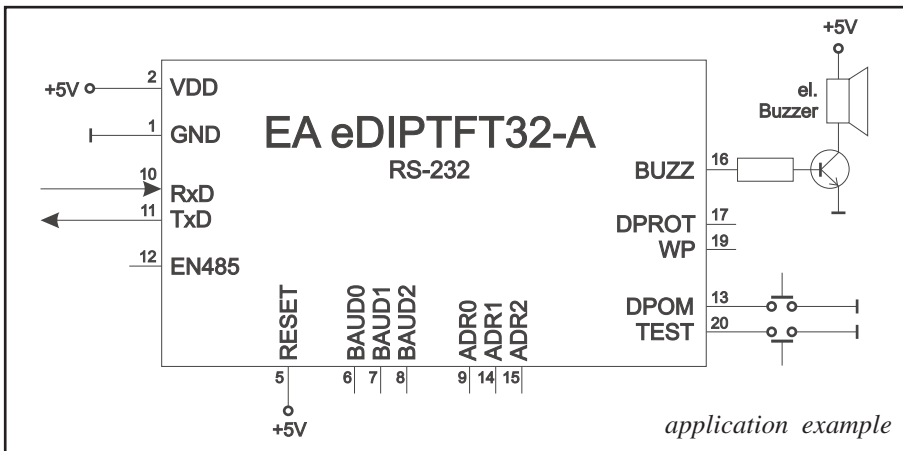 +5V
el.
Buzzer
+5V
2
VDD
1
GND
10
RxD
11
TxD
12
EN485
EA eDIPTFT32-A
RS-232
BUZZ
16
DPROT
17
WP
19
DPOM
13
TEST
20
RESET
BAUD0
BAUD1
BAUD2
ADR0
ADR1
ADR2
5
6
7
8
9
14
15
+5V
application example